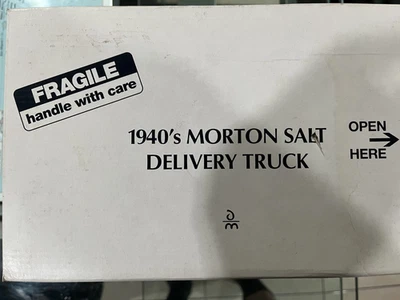 FRAGILE
handle with care
1940's MORTON SALT
DELIVERY TRUCK
OPEN
HERE